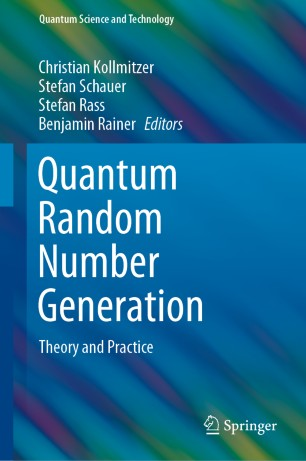 Quantum Science and Technology
Christian Kollmitzer
Stefan Schauer
Stefan Rass
Benjamin Rainer Editors
Quantum
Random
Number
Generation
Theory and Practice
Springer